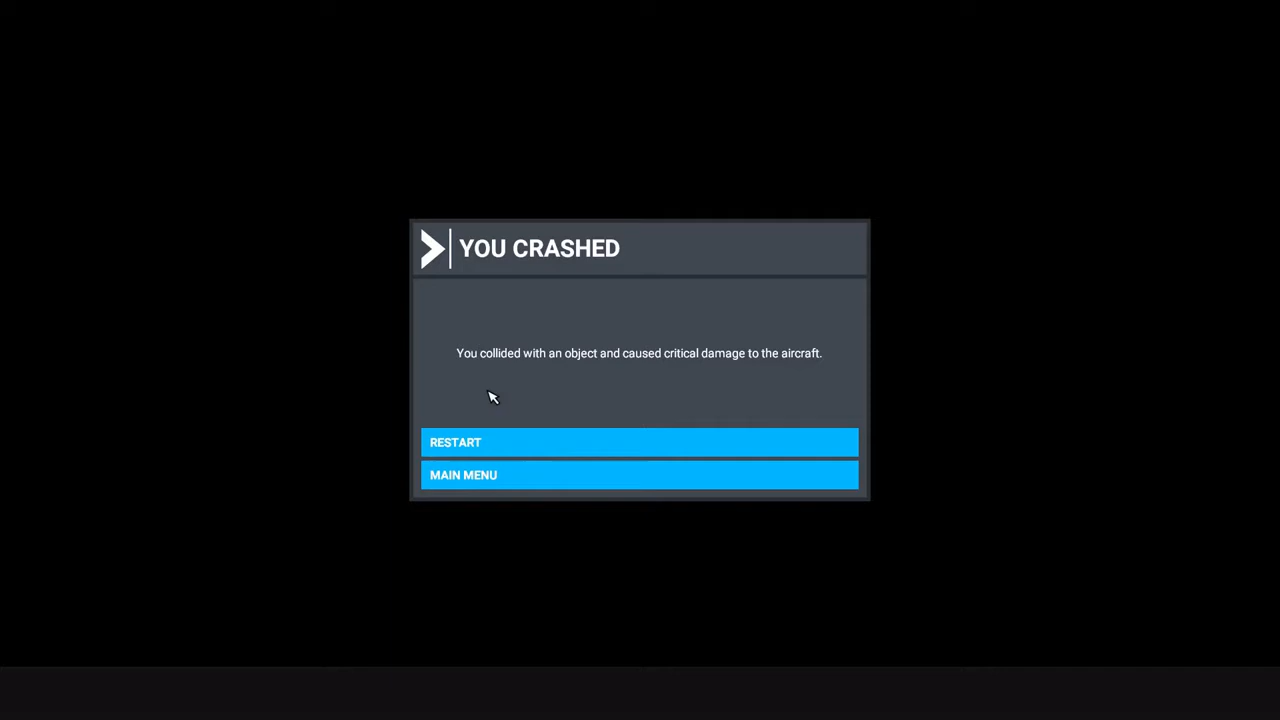 YOU CRASHED
You collided with an object and caused critical damage to the aircraft.
RESTART
MAIN MENU